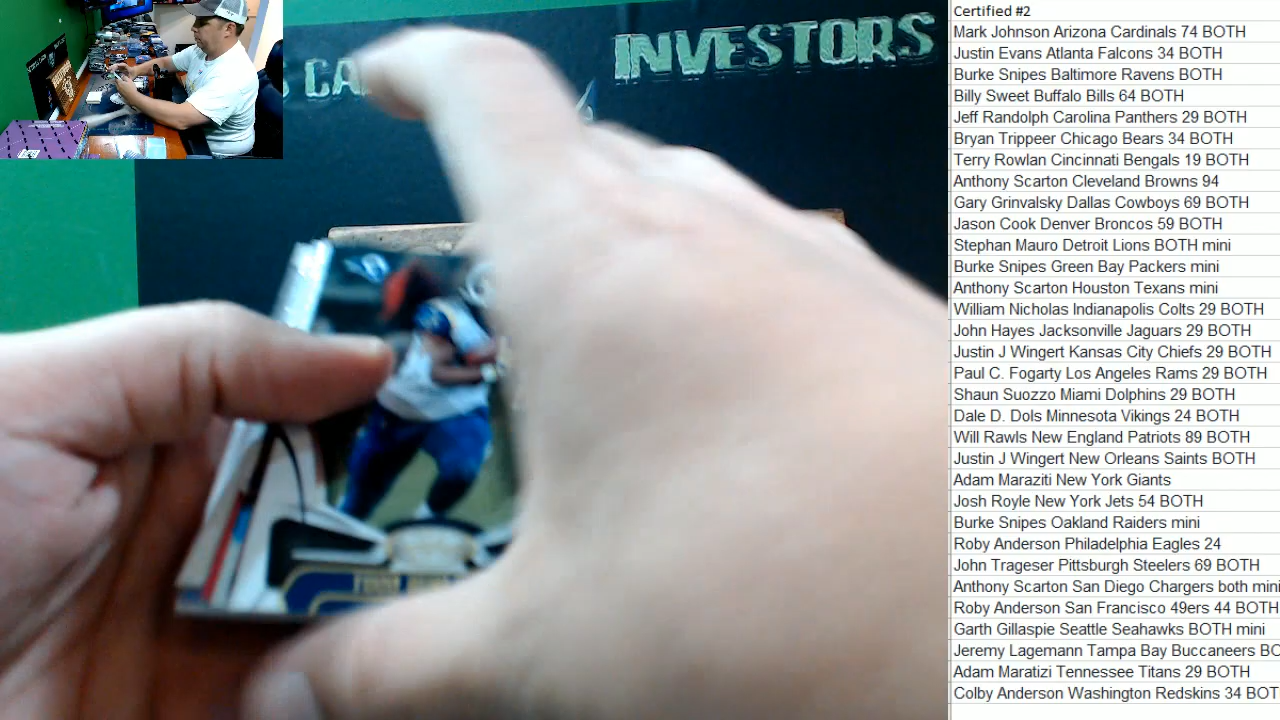 INVESTORS
Certified #2
Mark Johnson Arizona Cardinals 74 BOTH
Justin Evans Atlanta Falcons 34 BOTH
Burke Snipes Baltimore Ravens BOTH
Billy Sweet Buffalo Bills 64 BOTH
Jeff Randolph Carolina Panthers 29 BOTH
Bryan Trippeer Chicago Bears 34 BOTH
Terry Rowlan Cincinnati Bengals 19 BOTH
Anthony Scarton Cleveland Browns 94
Gary Grinvalsky Dallas Cowboys 69 BOTH
Jason Cook Denver Broncos 59 BOTH
Stephan Mauro Detroit Lions BOTH mini
Burke Snipes Green Bay Packers mini
Anthony Scarton Houston Texans mini
William Nicholas Indianapolis Colts 29 BOTH
John Hayes Jacksonville Jaguars 29 BOTH
Justin J Wingert Kansas City Chiefs 29 BOTH
Paul C. Fogarty Los Angeles Rams 29 BOTH
Shaun Suozzo Miami Dolphins 29 BOTH
Dale D. Dols Minnesota Vikings 24 BOTH
Will Rawls New England Patriots 89 BOTH
Justin J Wingert New Orleans Saints BOTH
Adam Maraziti New York Giants
Josh Royle New York Jets 54 BOTH
Burke Snipes Oakland Raiders mini
Roby Anderson Philadelphia Eagles 24
John Trageser Pittsburgh Steelers 69 BOTH
Anthony Scarton San Diego Chargers both mini
Roby Anderson San Francisco 49ers 44 BOTH
Garth Gillaspie Seattle Seahawks BOTH mini
Jeremy Lagemann Tampa Bay Buccaneers BO
Adam Maratizi Tennessee Titans 29 BOTH
Colby Anderson Washington Redskins 34 BOT